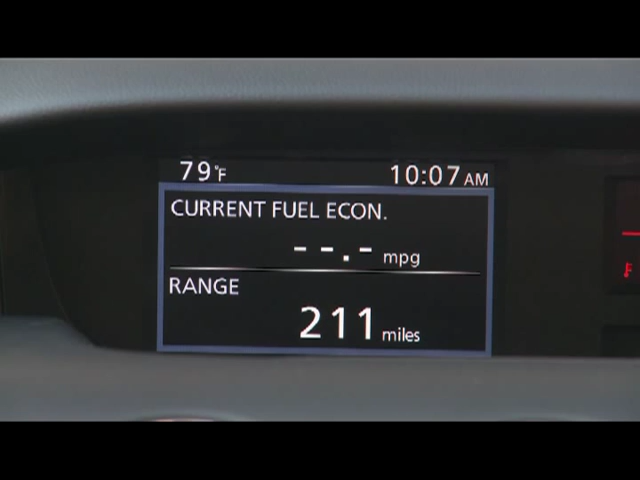 79°F 10:07 AM
CURRENT FUEL ECON.
--.- mpg
RANGE
211 miles